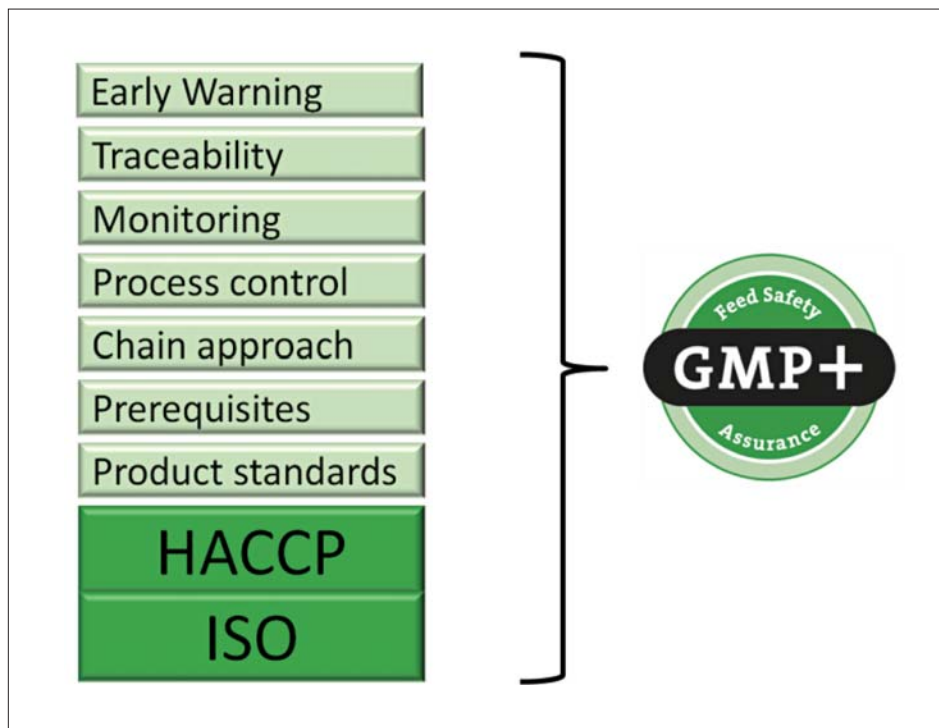 Early Warning
Traceability
Monitoring
Process control
Chain approach
Prerequisites
Product standards
HACCP
ISO
Feed Safety
GMP+
Assurance